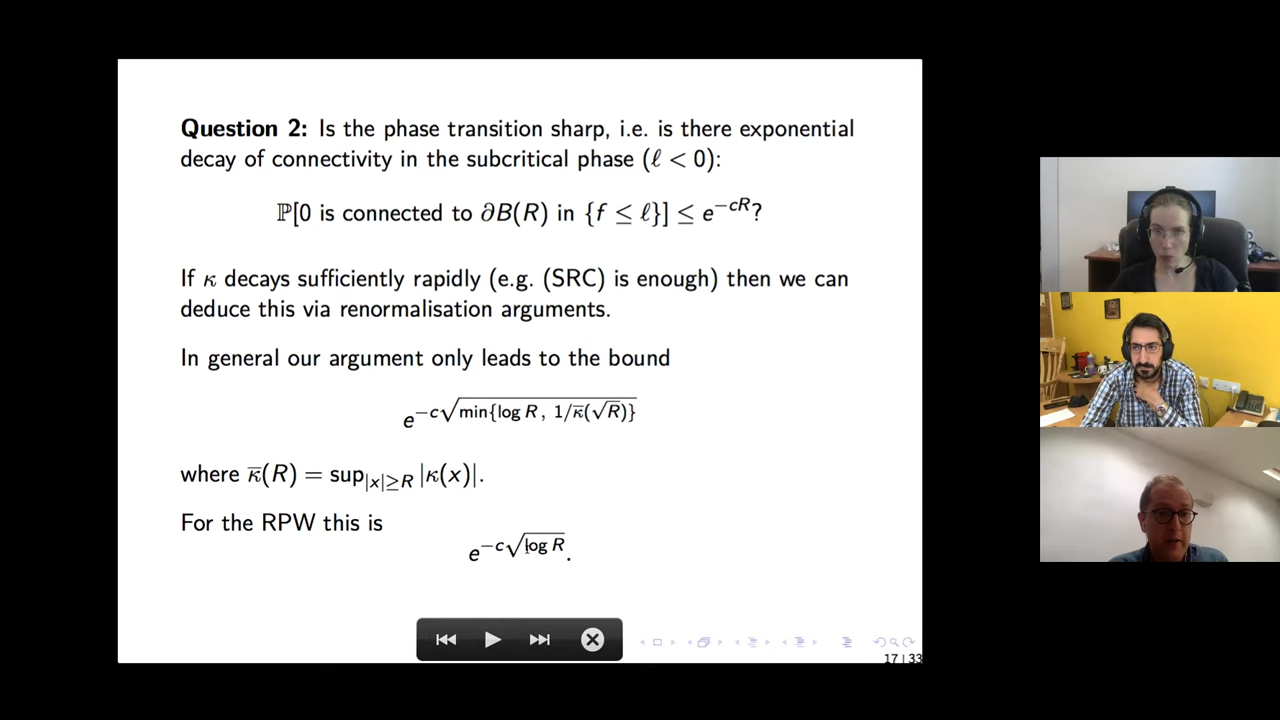 Question 2: Is the phase transition sharp, i.e. is there exponential
decay of connectivity in the subcritical phase (ℓ < 0):
ℙ[0 is connected to ∂B(R) in {f ≤ ℓ}] ≤ e^{−cR}?
If κ decays sufficiently rapidly (e.g. (SRC) is enough) then we can
deduce this via renormalisation arguments.
In general our argument only leads to the bound
e^{−c√(min{log R , 1/κ̅(√R)})}
where κ̅(R) = sup_{|x|≥R} |κ(x)|.
For the RPW this is
e^{−c√(log R)}.
17 | 33